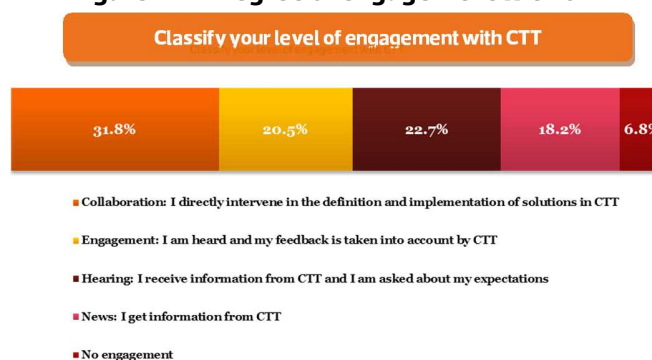 Classify your level of engagement with CTT
31.8% 20.5% 22.7% 18.2% 6.8%
Collaboration: I directly intervene in the definition and implementation of solutions in CTT
Engagement: I am heard and my feedback is taken into account by CTT
Hearing: I receive information from CTT and I am asked about my expectations
News: I get information from CTT
No engagement